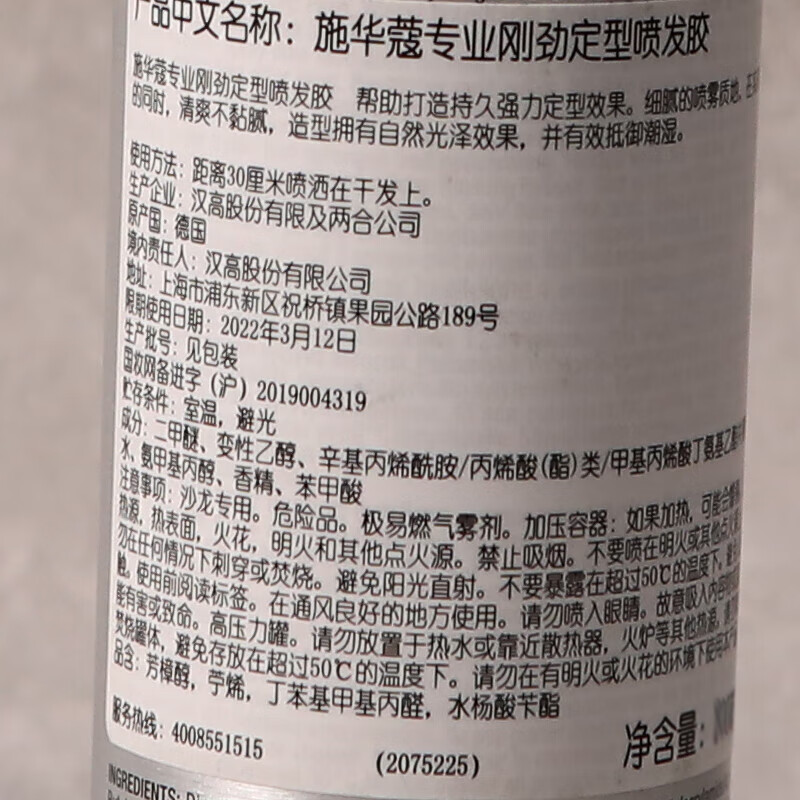 产品中文名称：施华蔻专业刚劲定型喷发胶
施华蔻专业刚劲定型喷发胶 帮助打造持久强力定型效果。细腻的喷雾质地，在
的同时，清爽不黏腻，造型拥有自然光泽效果，并有效抵御潮湿。
使用方法：距离30厘米喷洒在干发上。
生产企业：汉高股份有限及两合公司
原产国：德国
境内责任人：汉高股份有限公司
地址：上海市浦东新区祝桥镇果园公路189号
限期使用日期：2022年3月12日
生产批号：见包装
国妆网备进字（沪）2019004319
贮存条件：室温，避光
成分：二甲醚、变性乙醇、辛基丙烯酰胺/丙烯酸(酯)类/甲基丙烯酸丁氨基乙酯
水、氨甲基丙醇、香精、苯甲酸
注意事项：沙龙专用。危险品。极易燃气雾剂。加压容器：如果加热，可能会
热源，热表面，火花，明火和其他点火源。禁止吸烟。不要喷在明火或其他点火
勿在任何情况下刺穿或焚烧。避免阳光直射。不要暴露在超过50℃的温度下。
触。使用前阅读标签。在通风良好的地方使用。请勿喷入眼睛。故意吸入内容物
能有害或致命。高压力罐。请勿放置于热水或靠近散热器，火炉等其他热源。
焚烧罐体，避免存放在超过50℃的温度下。请勿在有明火或火花的环境下使用本产
品含：芳樟醇，苧烯，丁苯基甲基丙醛，水杨酸苄酯
服务热线：4008551515
(2075225)
净含量：
INGREDIENTS: